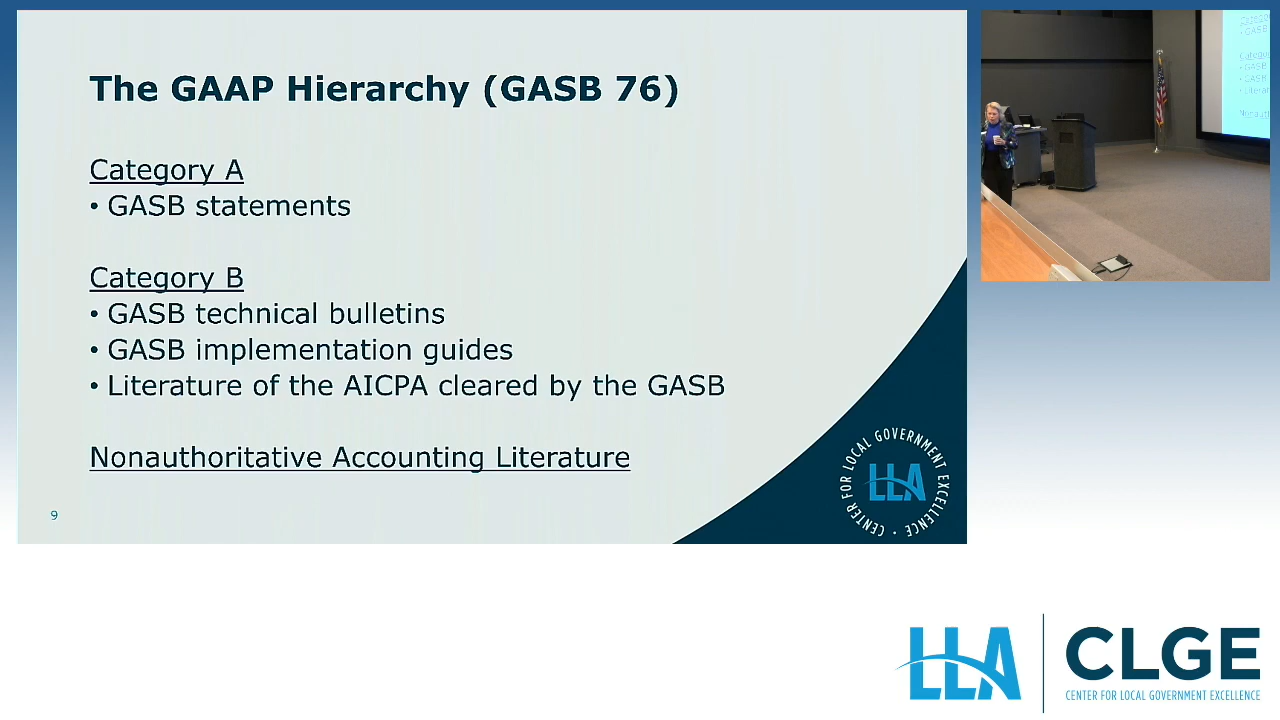 The GAAP Hierarchy (GASB 76)
Category A
• GASB statements
Category B
• GASB technical bulletins
• GASB implementation guides
• Literature of the AICPA cleared by the GASB
Nonauthoritative Accounting Literature
9
CENTER FOR LOCAL GOVERNMENT EXCELLENCE •
LLA
LLA
CLGE
CENTER FOR LOCAL GOVERNMENT EXCELLENCE